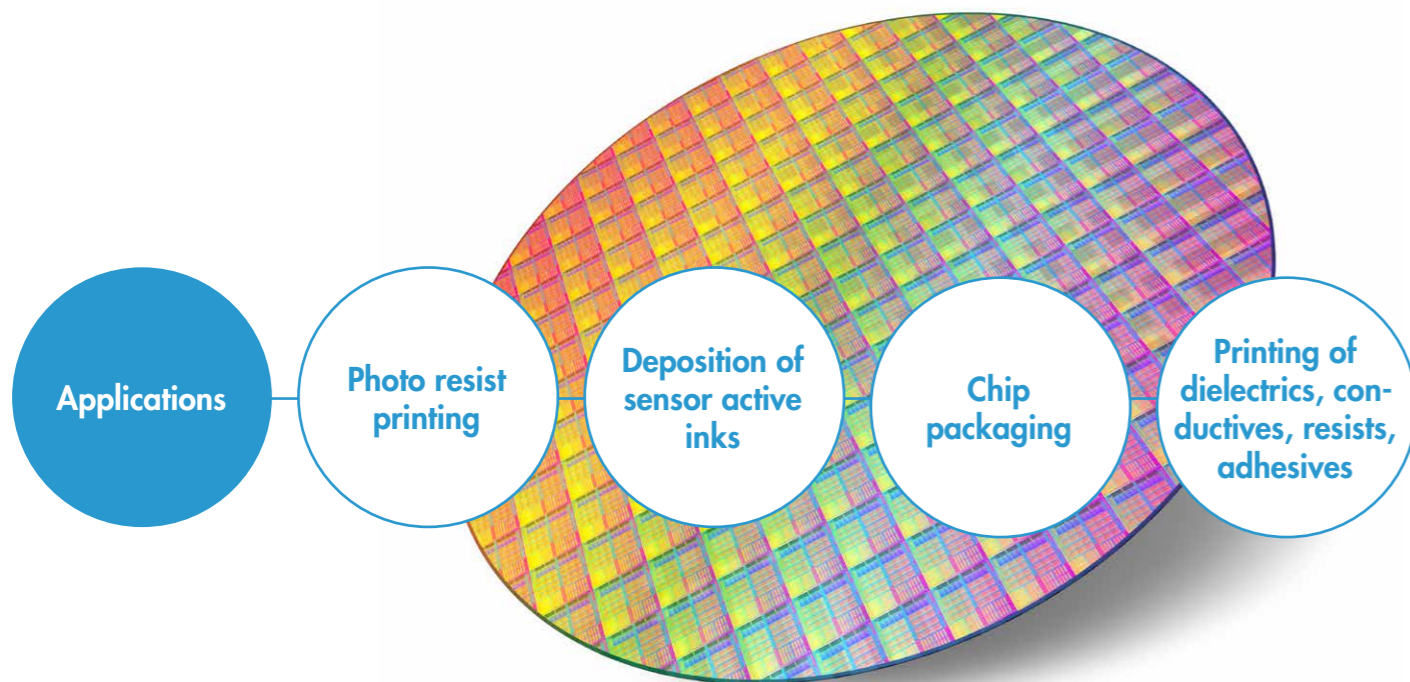 Applications
Photo resist
printing
Deposition of
sensor active
inks
Chip
packaging
Printing of
dielectrics, con-
ductives, resists,
adhesives